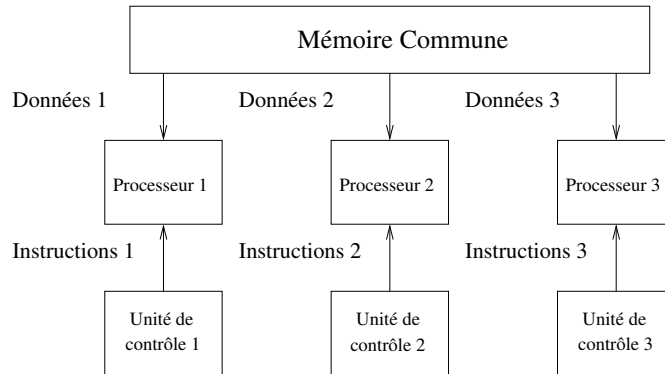 Mémoire Commune
Données 1
Données 2
Données 3
Processeur 1
Processeur 2
Processeur 3
Instructions 1
Instructions 2
Instructions 3
Unité de
contrôle 1
Unité de
contrôle 2
Unité de
contrôle 3